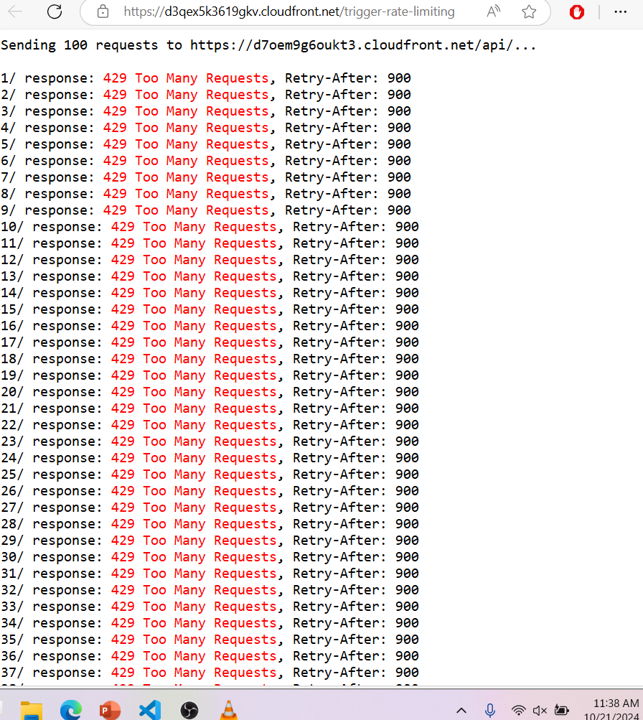 https://d3qex5k3619gkv.cloudfront.net/trigger-rate-limiting
Sending 100 requests to https://d7oem9g6oukt3.cloudfront.net/api/...
1/ response: 429 Too Many Requests, Retry-After: 900
2/ response: 429 Too Many Requests, Retry-After: 900
3/ response: 429 Too Many Requests, Retry-After: 900
4/ response: 429 Too Many Requests, Retry-After: 900
5/ response: 429 Too Many Requests, Retry-After: 900
6/ response: 429 Too Many Requests, Retry-After: 900
7/ response: 429 Too Many Requests, Retry-After: 900
8/ response: 429 Too Many Requests, Retry-After: 900
9/ response: 429 Too Many Requests, Retry-After: 900
10/ response: 429 Too Many Requests, Retry-After: 900
11/ response: 429 Too Many Requests, Retry-After: 900
12/ response: 429 Too Many Requests, Retry-After: 900
13/ response: 429 Too Many Requests, Retry-After: 900
14/ response: 429 Too Many Requests, Retry-After: 900
15/ response: 429 Too Many Requests, Retry-After: 900
16/ response: 429 Too Many Requests, Retry-After: 900
17/ response: 429 Too Many Requests, Retry-After: 900
18/ response: 429 Too Many Requests, Retry-After: 900
19/ response: 429 Too Many Requests, Retry-After: 900
20/ response: 429 Too Many Requests, Retry-After: 900
21/ response: 429 Too Many Requests, Retry-After: 900
22/ response: 429 Too Many Requests, Retry-After: 900
23/ response: 429 Too Many Requests, Retry-After: 900
24/ response: 429 Too Many Requests, Retry-After: 900
25/ response: 429 Too Many Requests, Retry-After: 900
26/ response: 429 Too Many Requests, Retry-After: 900
27/ response: 429 Too Many Requests, Retry-After: 900
28/ response: 429 Too Many Requests, Retry-After: 900
29/ response: 429 Too Many Requests, Retry-After: 900
30/ response: 429 Too Many Requests, Retry-After: 900
31/ response: 429 Too Many Requests, Retry-After: 900
32/ response: 429 Too Many Requests, Retry-After: 900
33/ response: 429 Too Many Requests, Retry-After: 900
34/ response: 429 Too Many Requests, Retry-After: 900
35/ response: 429 Too Many Requests, Retry-After: 900
36/ response: 429 Too Many Requests, Retry-After: 900
37/ response: 429 Too Many Requests, Retry-After: 900
11:38 AM
10/21/2024